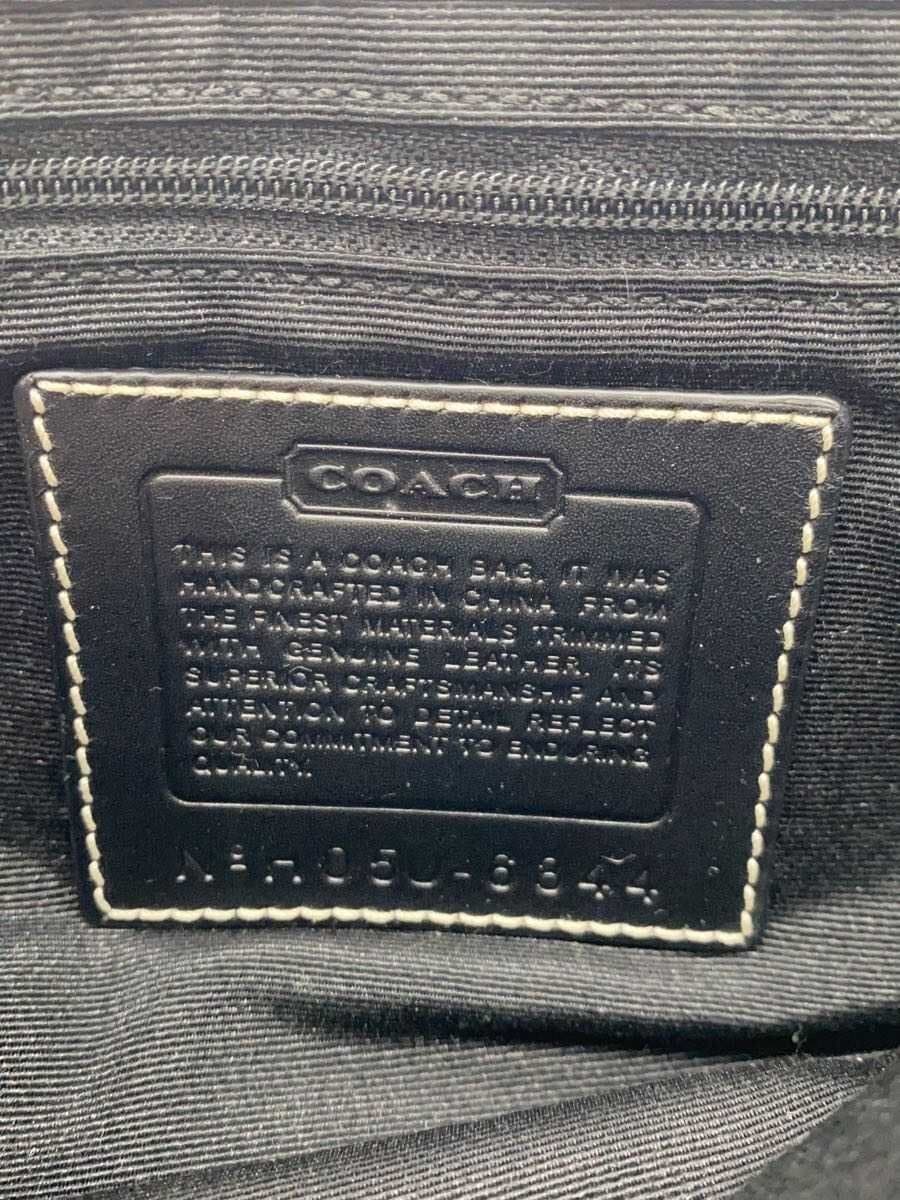 COACH
THIS IS A COACH BAG. IT WAS
HANDCRAFTED IN CHINA FROM
THE FINEST MATERIALS TRIMMED
WITH GENUINE LEATHER. ITS
SUPERIOR CRAFTSMANSHIP AND
ATTENTION TO DETAIL REFLECT
OUR COMMITMENT TO ENDURING
QUALITY.